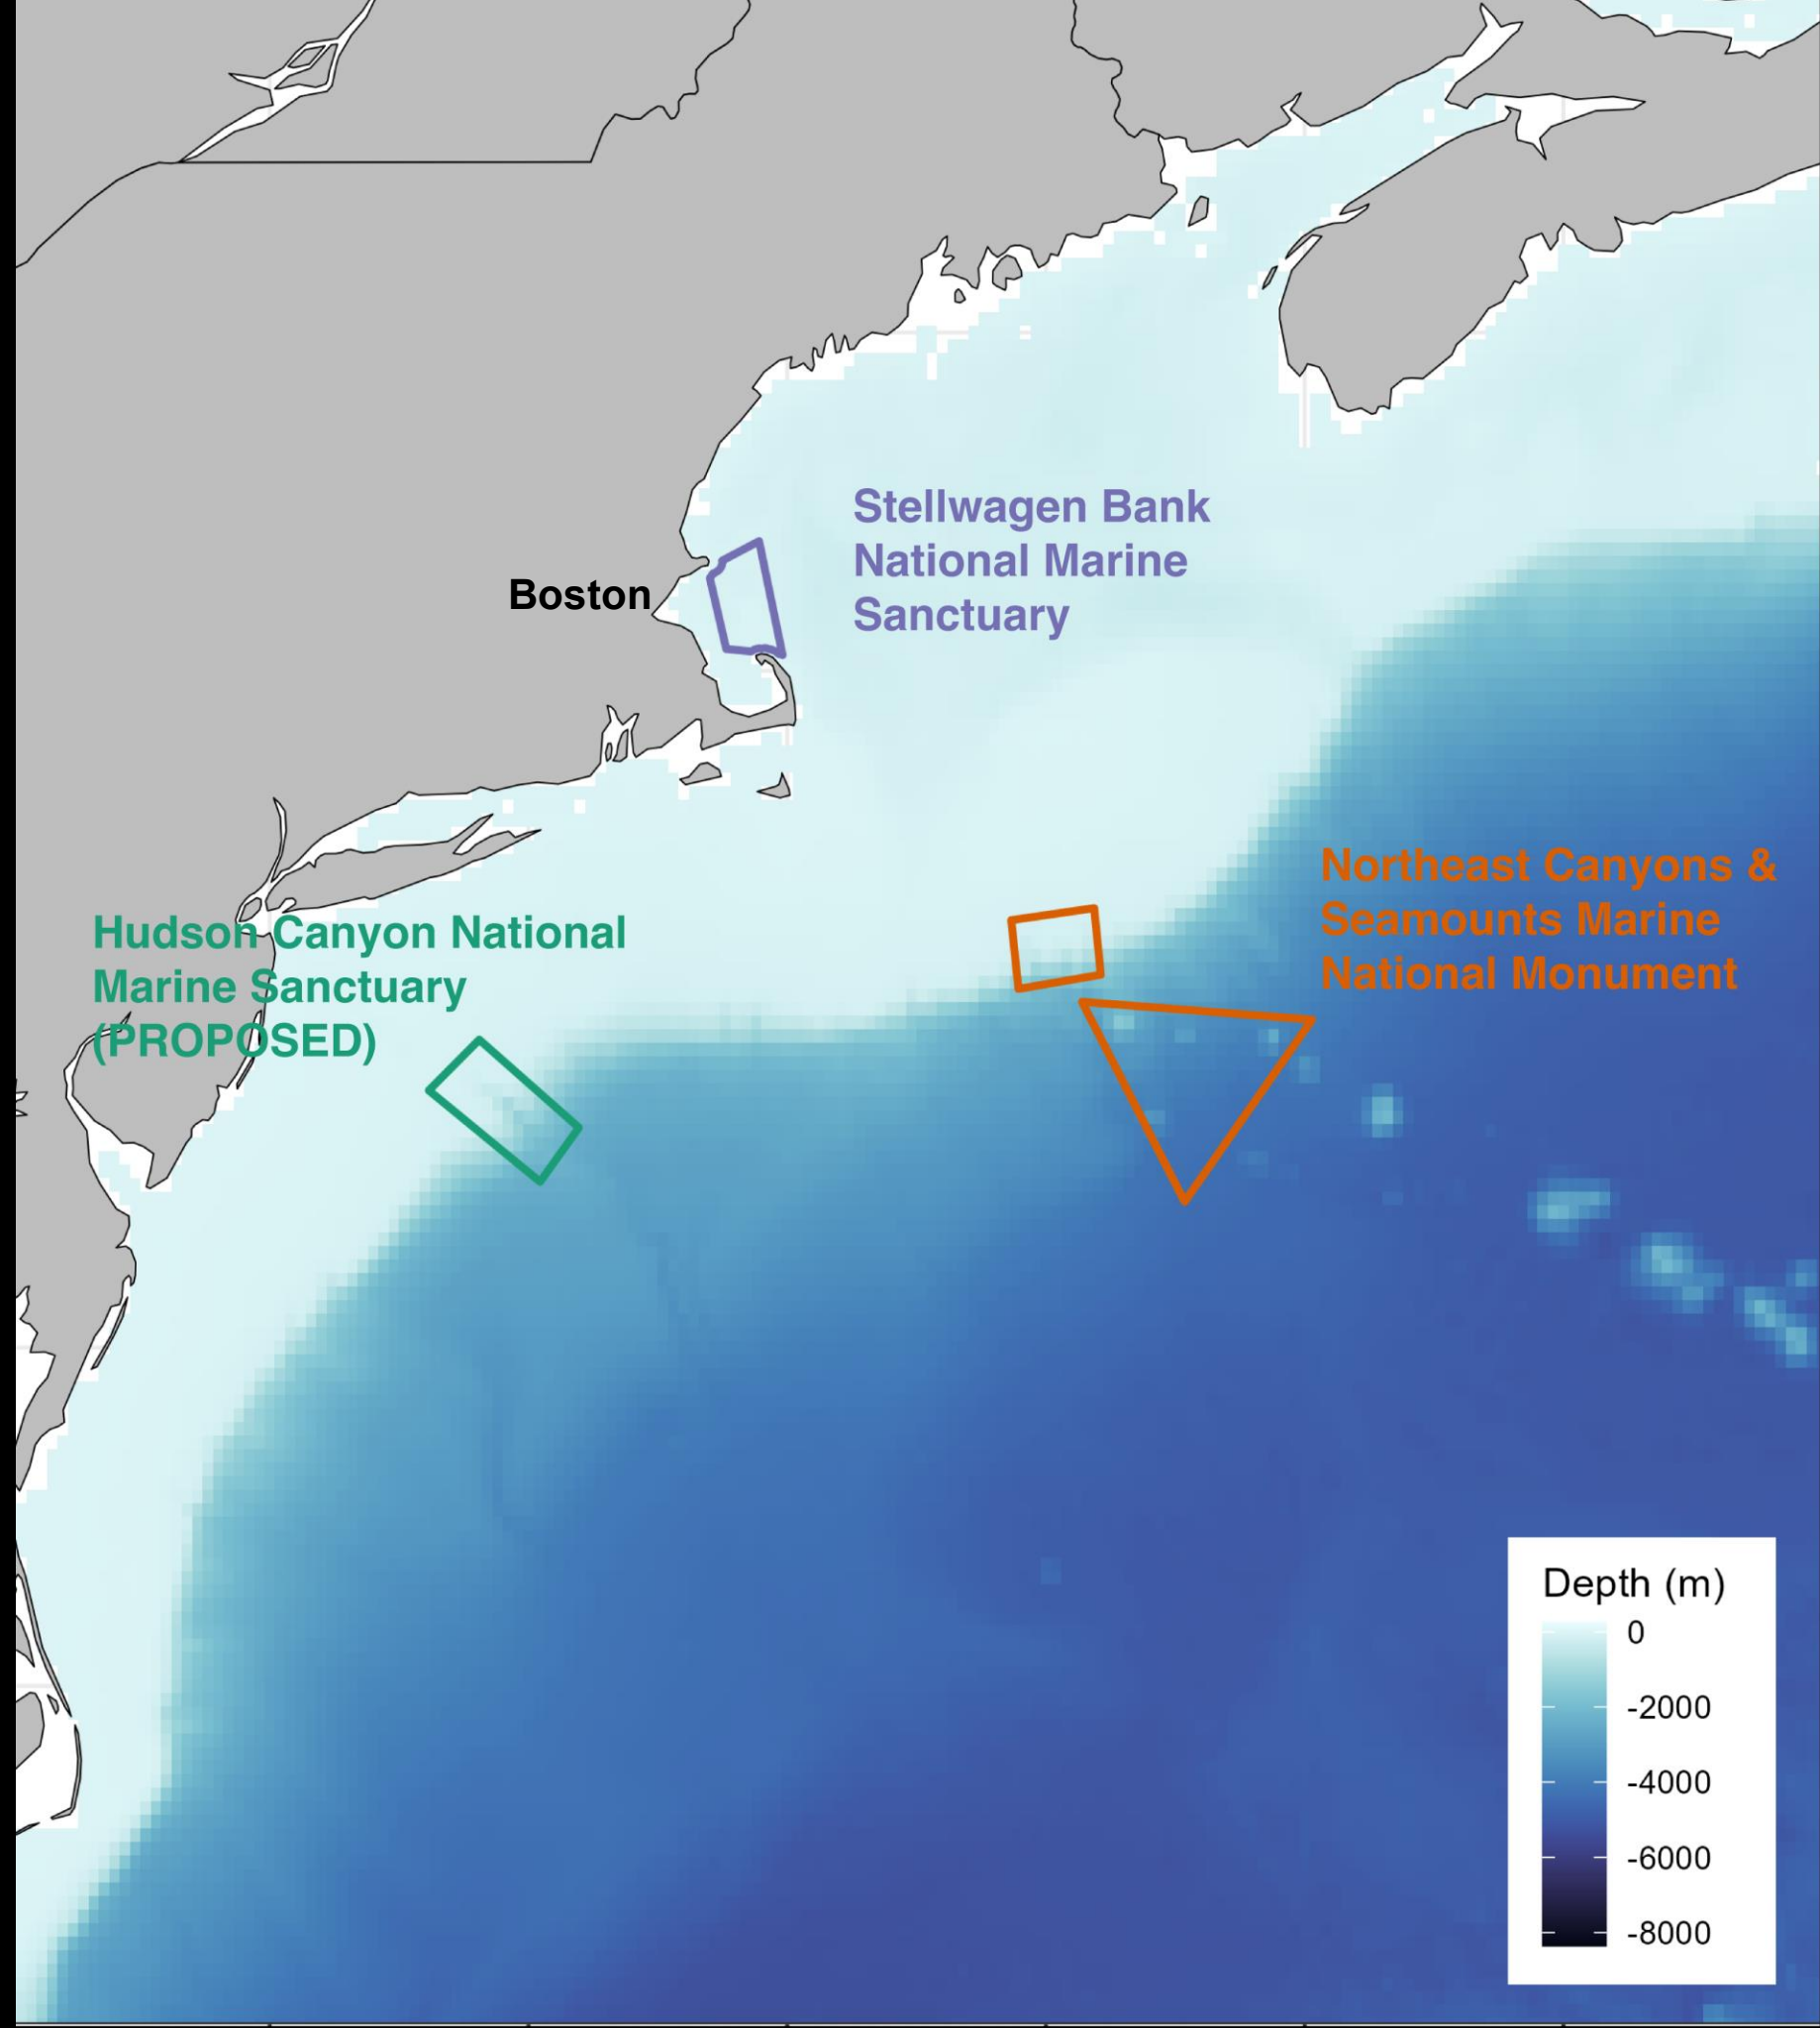 Stellwagen Bank
National Marine
Sanctuary
Boston
Northeast Canyons &
Seamounts Marine
National Monument
Hudson Canyon National
Marine Sanctuary
(PROPOSED)
Depth (m)
0
-2000
-4000
-6000
-8000